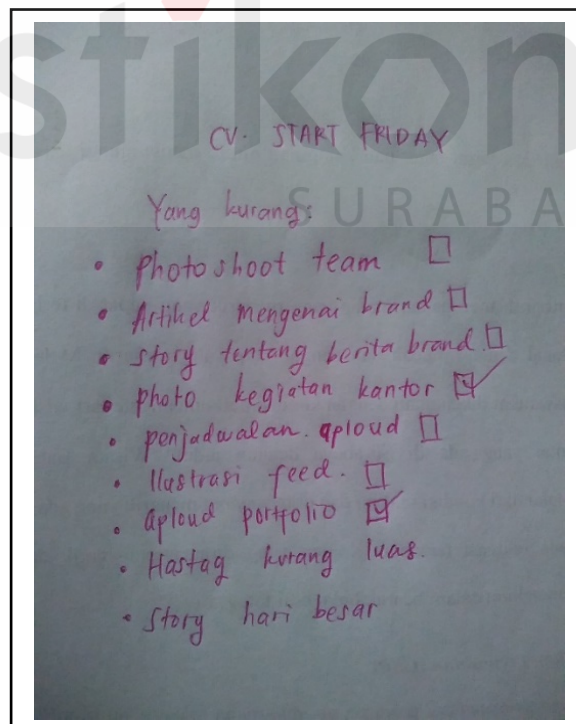 stikom
SURABA
CV. START FRIDAY
Yang kurang:
• photoshoot team ☐
• Artikel mengenai brand ☐
• Story tentang berita brand. ☐
• photo kegiatan kantor ☑
• penjadwalan. aploud ☐
• Ilustrasi feed. ☐
• aploud portfolio ☑
• Hastag kurang luas.
• Story hari besar